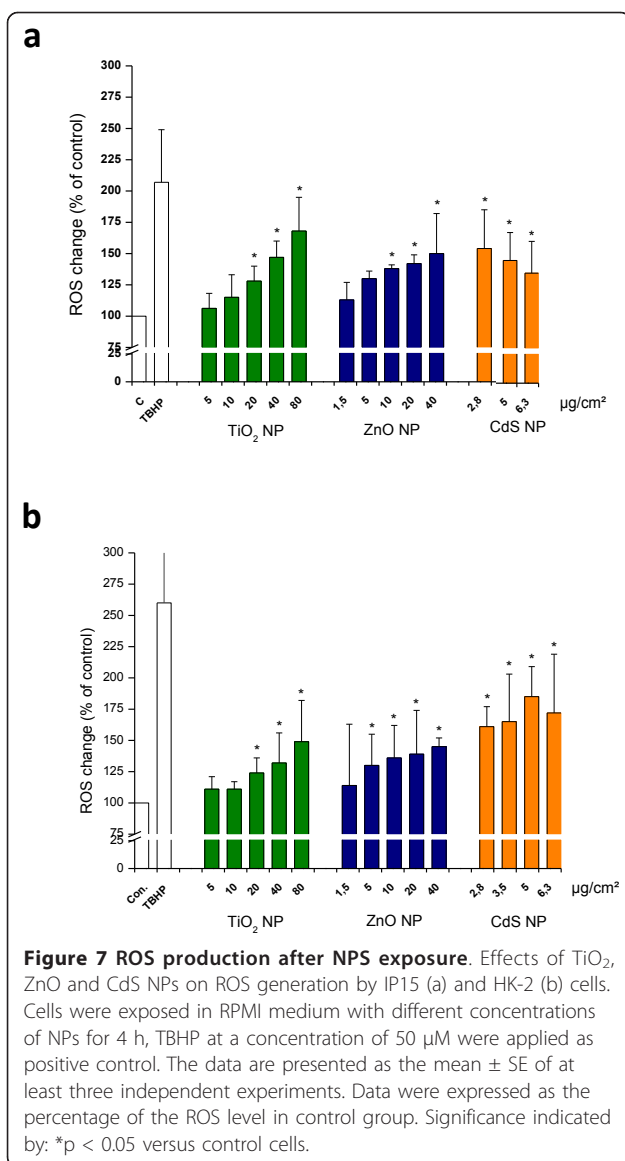 a
ROS change (% of control)
300
250
225
200
175
150
125
100
75
25
0
* * * * * * * * *
C TBHP 5 10 20 40 80 1,5 5 10 20 40 2,8 5 6,3 µg/cm²
TiO₂ NP ZnO NP CdS NP
b
ROS change (% of control)
300
250
225
200
175
150
125
100
75
25
0
* * * * * * * * * * *
Con. TBHP 5 10 20 40 80 1,5 5 10 20 40 2,8 3,5 5 6,3 µg/cm²
TiO₂ NP ZnO NP CdS NP
Figure 7 ROS production after NPS exposure. Effects of TiO₂,
ZnO and CdS NPs on ROS generation by IP15 (a) and HK-2 (b) cells.
Cells were exposed in RPMI medium with different concentrations
of NPs for 4 h, TBHP at a concentration of 50 µM were applied as
positive control. The data are presented as the mean ± SE of at
least three independent experiments. Data were expressed as the
percentage of the ROS level in control group. Significance indicated
by: *p < 0.05 versus control cells.